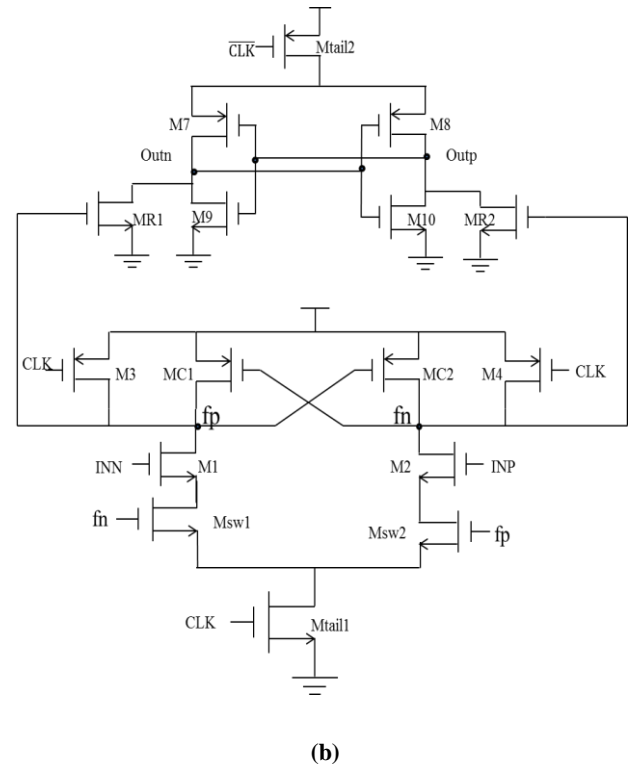 CLK Mtail2
M7 M8
Outn Outp
MR1 M9 M10 MR2
CLK M3 MC1 MC2 M4 CLK
fp fn
INN M1 M2 INP
fn Msw1 Msw2 fp
CLK Mtail1
(b)